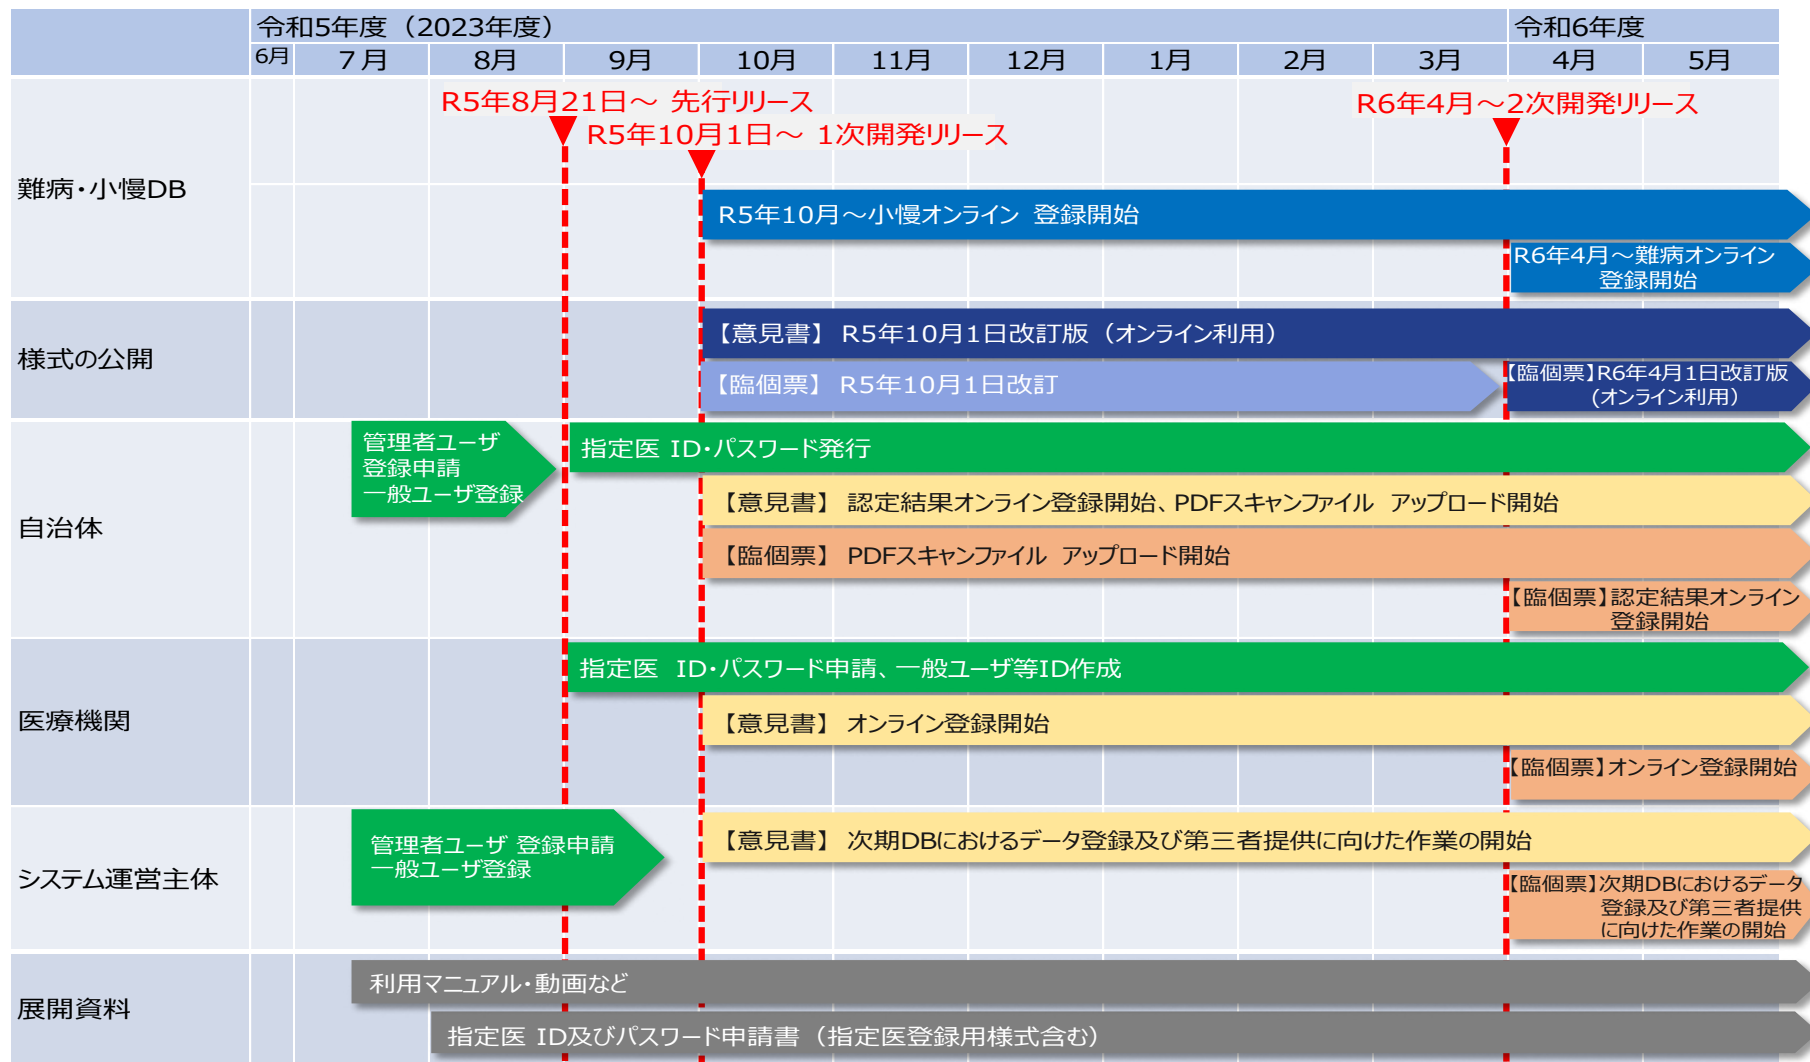 令和5年度（2023年度）
令和6年度
6月
7月
8月
9月
10月
11月
12月
1月
2月
3月
4月
5月
難病・小慢DB
R5年8月21日～ 先行リリース
R5年10月1日～ 1次開発リリース
R6年4月～2次開発リリース
R5年10月～小慢オンライン 登録開始
R6年4月～難病オンライン
登録開始
様式の公開
【意見書】 R5年10月1日改訂版（オンライン利用）
【臨個票】 R5年10月1日改訂
【臨個票】R6年4月1日改訂版
(オンライン利用）
自治体
管理者ユーザ
登録申請
一般ユーザ登録
指定医 ID・パスワード発行
【意見書】 認定結果オンライン登録開始、PDFスキャンファイル アップロード開始
【臨個票】 PDFスキャンファイル アップロード開始
【臨個票】認定結果オンライン
登録開始
医療機関
指定医 ID・パスワード申請、一般ユーザ等ID作成
【意見書】 オンライン登録開始
【臨個票】オンライン登録開始
システム運営主体
管理者ユーザ 登録申請
一般ユーザ登録
【意見書】 次期DBにおけるデータ登録及び第三者提供に向けた作業の開始
【臨個票】次期DBにおけるデータ
登録及び第三者提供
に向けた作業の開始
展開資料
利用マニュアル・動画など
指定医 ID及びパスワード申請書（指定医登録用様式含む）